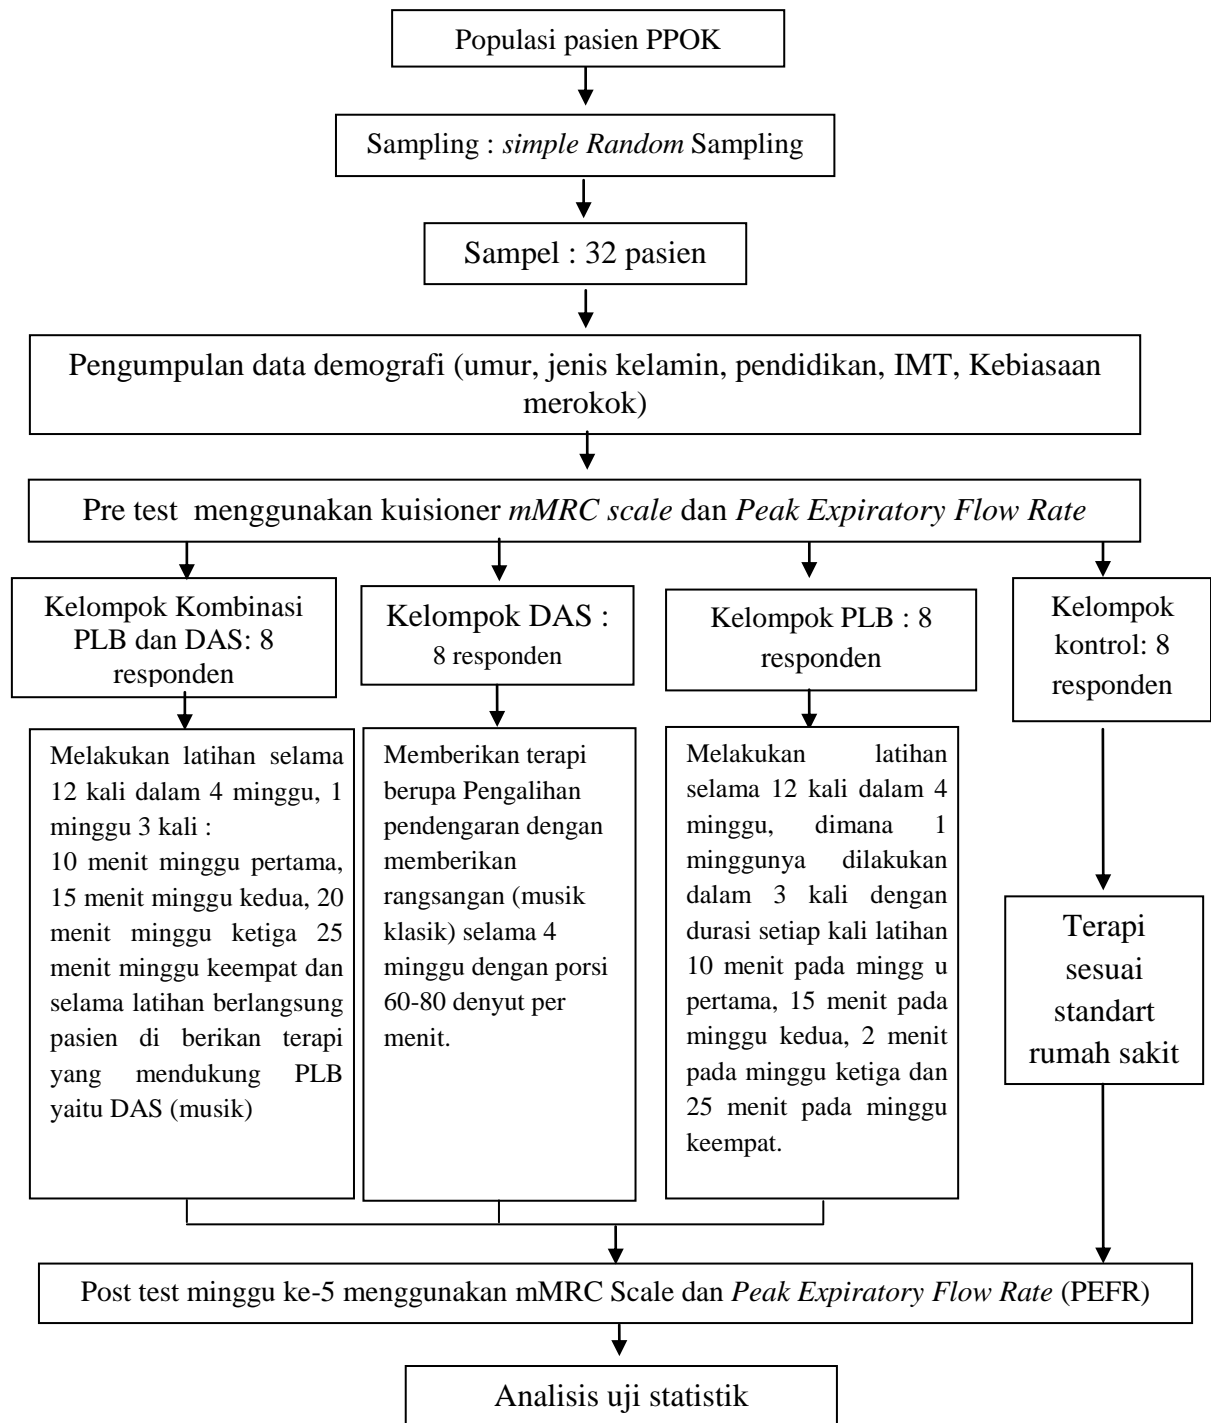 Populasi pasien PPOK
Sampling : simple Random Sampling
Sampel : 32 pasien
Pengumpulan data demografi (umur, jenis kelamin, pendidikan, IMT, Kebiasaan
merokok)
Pre test menggunakan kuisioner mMRC scale dan Peak Expiratory Flow Rate
Kelompok Kombinasi
PLB dan DAS: 8
responden
Kelompok DAS :
8 responden
Kelompok PLB : 8
responden
Kelompok
kontrol: 8
responden
Melakukan latihan selama
12 kali dalam 4 minggu, 1
minggu 3 kali :
10 menit minggu pertama,
15 menit minggu kedua, 20
menit minggu ketiga 25
menit minggu keempat dan
selama latihan berlangsung
pasien di berikan terapi
yang mendukung PLB
yaitu DAS (musik)
Memberikan terapi
berupa Pengalihan
pendengaran dengan
memberikan
rangsangan (musik
klasik) selama 4
minggu dengan porsi
60-80 denyut per
menit.
Melakukan latihan
selama 12 kali dalam 4
minggu, dimana 1
minggunya dilakukan
dalam 3 kali dengan
durasi setiap kali latihan
10 menit pada mingg u
pertama, 15 menit pada
minggu kedua, 2 menit
pada minggu ketiga dan
25 menit pada minggu
keempat.
Terapi
sesuai
standart
rumah sakit
Post test minggu ke-5 menggunakan mMRC Scale dan Peak Expiratory Flow Rate (PEFR)
Analisis uji statistik